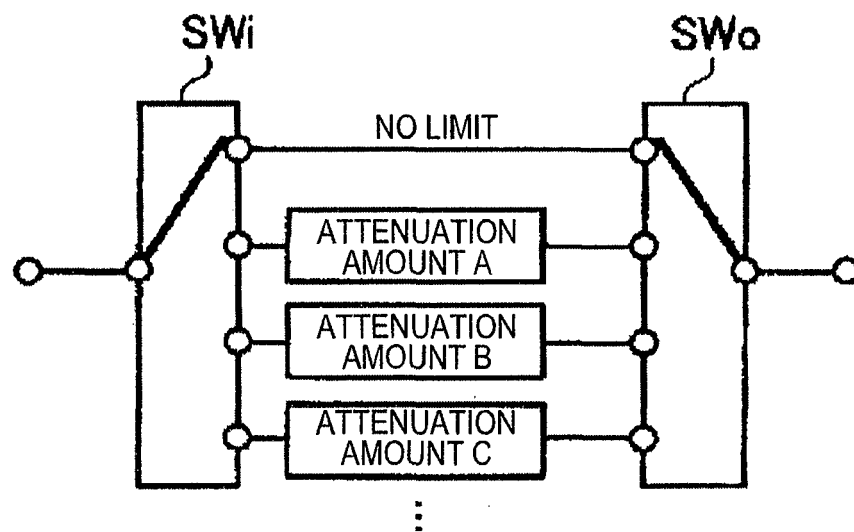 SWi
SWo
NO LIMIT
ATTENUATION
AMOUNT A
ATTENUATION
AMOUNT B
ATTENUATION
AMOUNT C